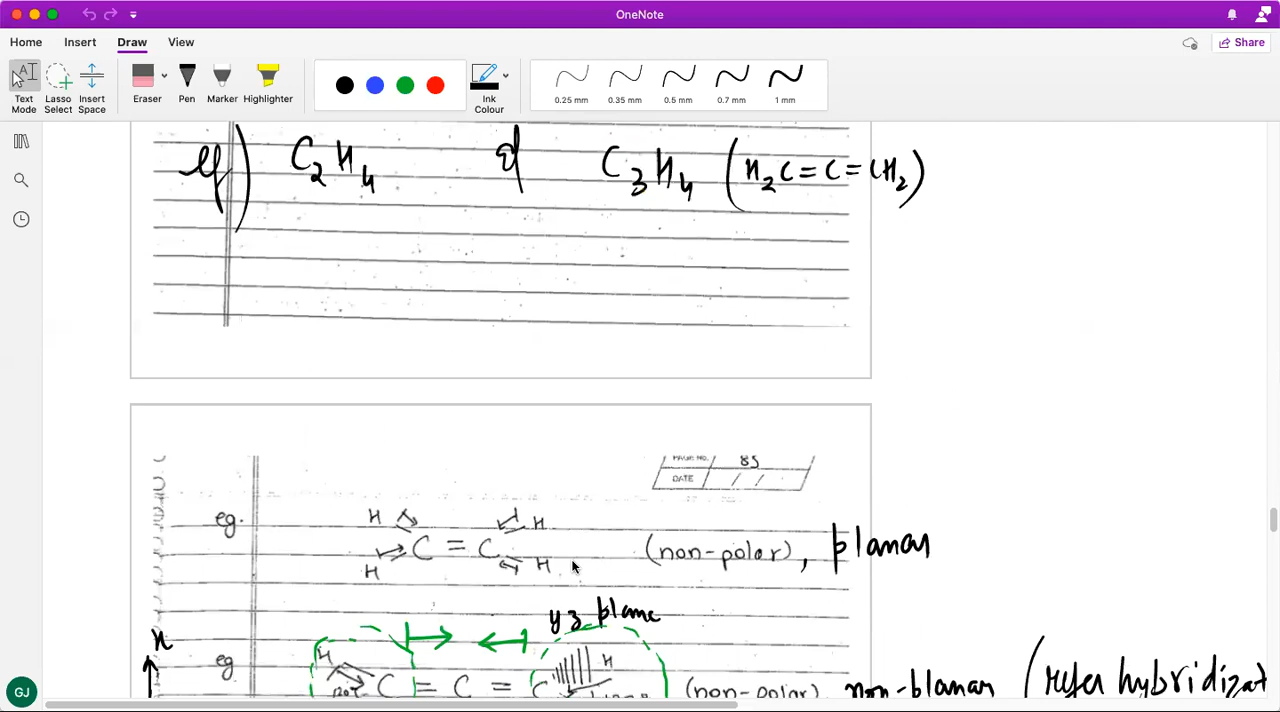 OneNote
Home Insert Draw View
Share
Text Mode
Lasso Select
Insert Space
Eraser
Pen
Marker
Highlighter
Ink Colour
0.25 mm
0.35 mm
0.5 mm
0.7 mm
1 mm
eg) C2H4 & C3H4 (H2C=C=CH2)
PAGE NO. 85
DATE / /
eg. H H
C = C (non-polar), planar
H H
yz plane
x
eg H H
120° C = C = C (non-polar) non-planar (refer hybridizat
GJ